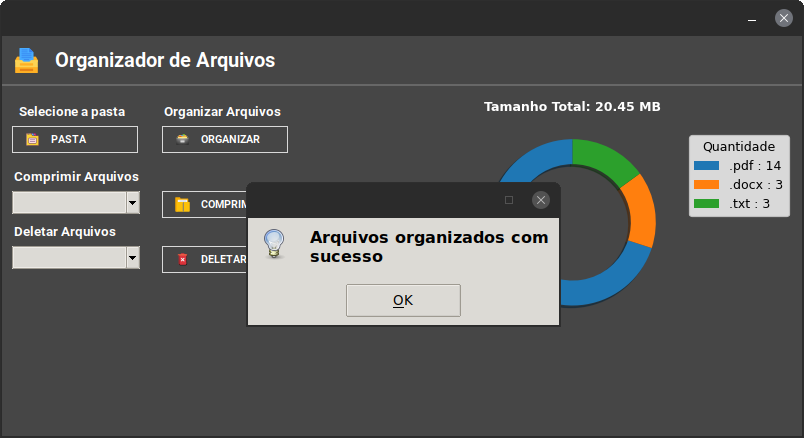 Organizador de Arquivos
Selecione a pasta
Organizar Arquivos
Tamanho Total: 20.45 MB
PASTA
ORGANIZAR
Quantidade
.pdf : 14
.docx : 3
.txt : 3
Comprimir Arquivos
COMPRIM
Deletar Arquivos
DELETAR
Arquivos organizados com
sucesso
OK